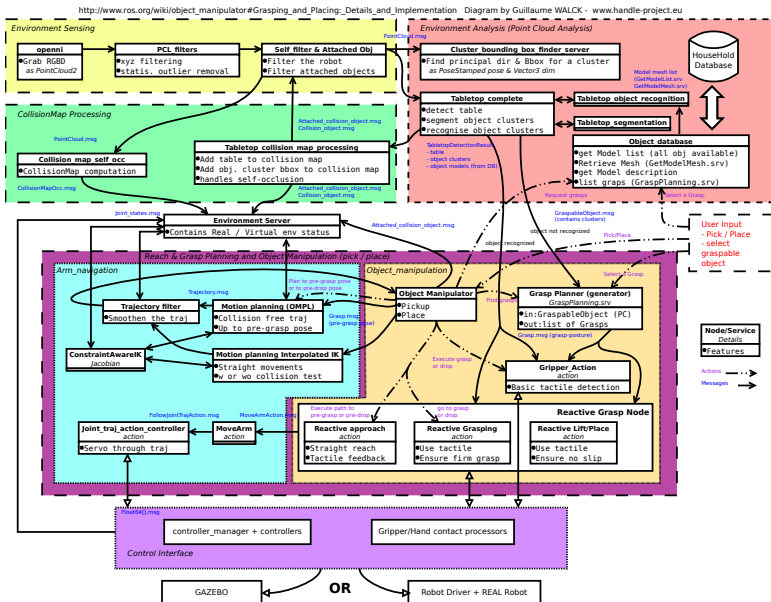 http://www.ros.org/wiki/object_manipulator#Grasping_and_Placing:_Details_and_Implementation Diagram by Guillaume WALCK - www.handle-project.eu
Environment Sensing
openni
Grab RGBD
as PointCloud2
PCL_filters
xyz filtering
statis. outlier removal
Self_filter & Attached Obj
Filter the robot
Filter attached objects
PointCloud.msg
Environment Analysis (Point Cloud Analysis)
Cluster_bounding_box_finder_server
Find principal dir & Bbox for a cluster
as PoseStamped pose & Vector3 dim
HouseHold
Database
Model mesh list
(GetModelList.srv
GetModelMesh.srv)
Tabletop_complete
detect table
segment object clusters
recognise object clusters
Tabletop_object_recognition
Tabletop_segmentation
Object database
get Model list (all obj available)
Retrieve Mesh (GetModelMesh.srv)
get Model description
list graps (GraspPlanning.srv)
TabletopDetectionResult
- table
- object clusters
- object models (from DB)
CollisionMap Processing
PointCloud.msg
Attached_collision_object.msg
Collision_object.msg
Collision_map_self_occ
CollisionMap computation
Tabletop_collision_map_processing
Add table to collision map
Add obj. cluster bbox to collision map
handles self-occlusion
CollisionMapOcc.msg
Attached_collision_object.msg
Collision_object.msg
Request grasps
Select a Grasp
Joint_states.msg
Environment Server
Contains Real / Virtual env status
Attached_collision_object.msg
GraspableObject.msg
(contains clusters)
object not recognized
object recognized
Pick/Place
User Input
- Pick / Place
- select
graspable
object
Reach & Grasp Planning and Object Manipulation (pick / place)
Arm_navigation
Object_manipulation
Select a Grasp
Trajectory.msg
Plan to pre-grasp pose
or to pre-drop pose
Trajectory filter
Smoothen the traj
Motion planning (OMPL)
Collision free traj
Up to pre-grasp pose
Grasp.msg
(pre-grasp pose)
Object Manipulator
Pickup
Place
Find grasp
Grasp Planner (generator)
GraspPlanning.srv
in:GraspableObject (PC)
out:list of Grasps
Grasp.msg (grasp-posture)
ConstraintAwareIK
Jacobian
Motion planning Interpolated IK
Straight movements
w or wo collision test
Execute grasp
or drop
Gripper_Action
action
Basic tactile detection
Node/Service
Details
Features
Actions
Messages
Execute path to
pre-grasp or pre-drop
go to grasp
or drop
Reactive Grasp Node
FollowJointTrajAction.msg
MoveArmAction.msg
Joint_traj_action_controller
action
Servo through traj
MoveArm
action
Reactive approach
action
Straight reach
Tactile feedback
Reactive Grasping
action
Use tactile
Ensure firm grasp
Reactive Lift/Place
action
Use tactile
Ensure no slip
Float64[].msg
controller_manager + controllers
Gripper/Hand contact processors
Control Interface
GAZEBO
OR
Robot Driver + REAL Robot